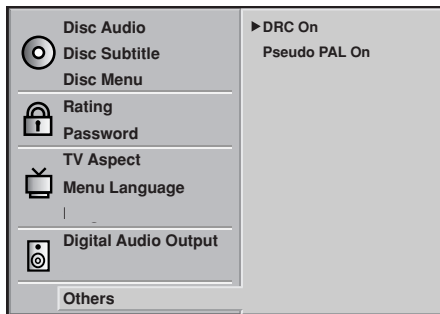 Disc Audio
Disc Subtitle
Disc Menu
Rating
Password
TV Aspect
Menu Language
Digital Audio Output
Others
DRC On
Pseudo PAL On